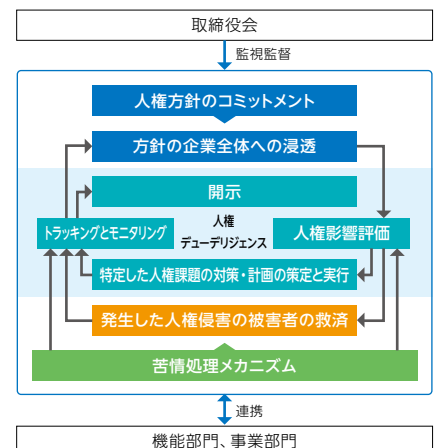 取締役会
監視監督
人権方針のコミットメント
方針の企業全体への浸透
開示
トラッキングとモニタリング
人権
デューデリジェンス
人権影響評価
特定した人権課題の対策・計画の策定と実行
発生した人権侵害の被害者の救済
苦情処理メカニズム
連携
機能部門、事業部門